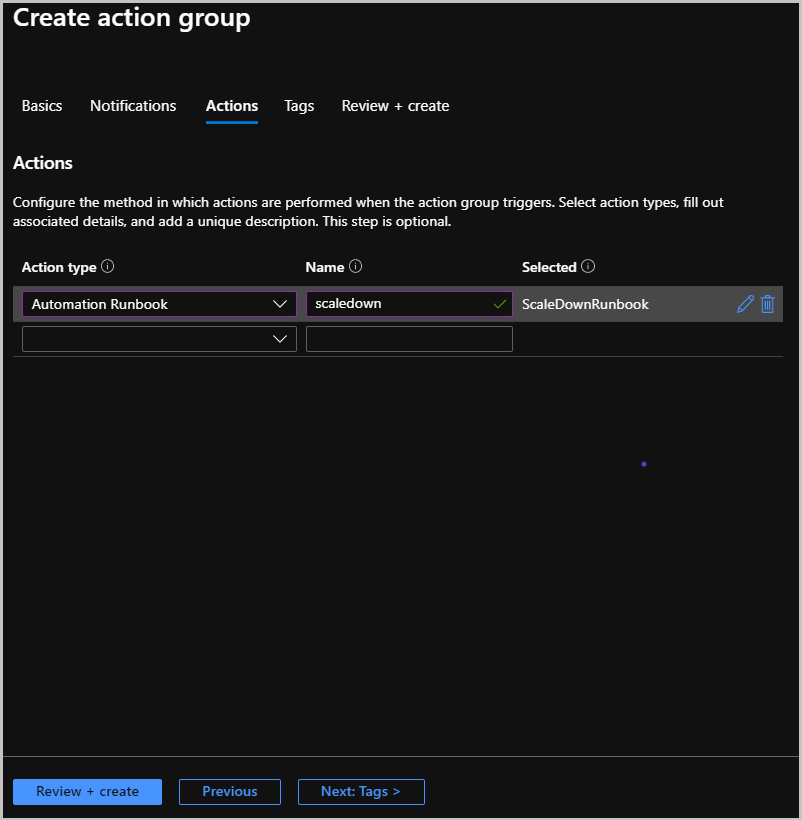 Create action group
Basics Notifications Actions Tags Review + create
Actions
Configure the method in which actions are performed when the action group triggers. Select action types, fill out
associated details, and add a unique description. This step is optional.
Action type Name Selected
Automation Runbook scaledown ScaleDownRunbook
Review + create Previous Next: Tags >